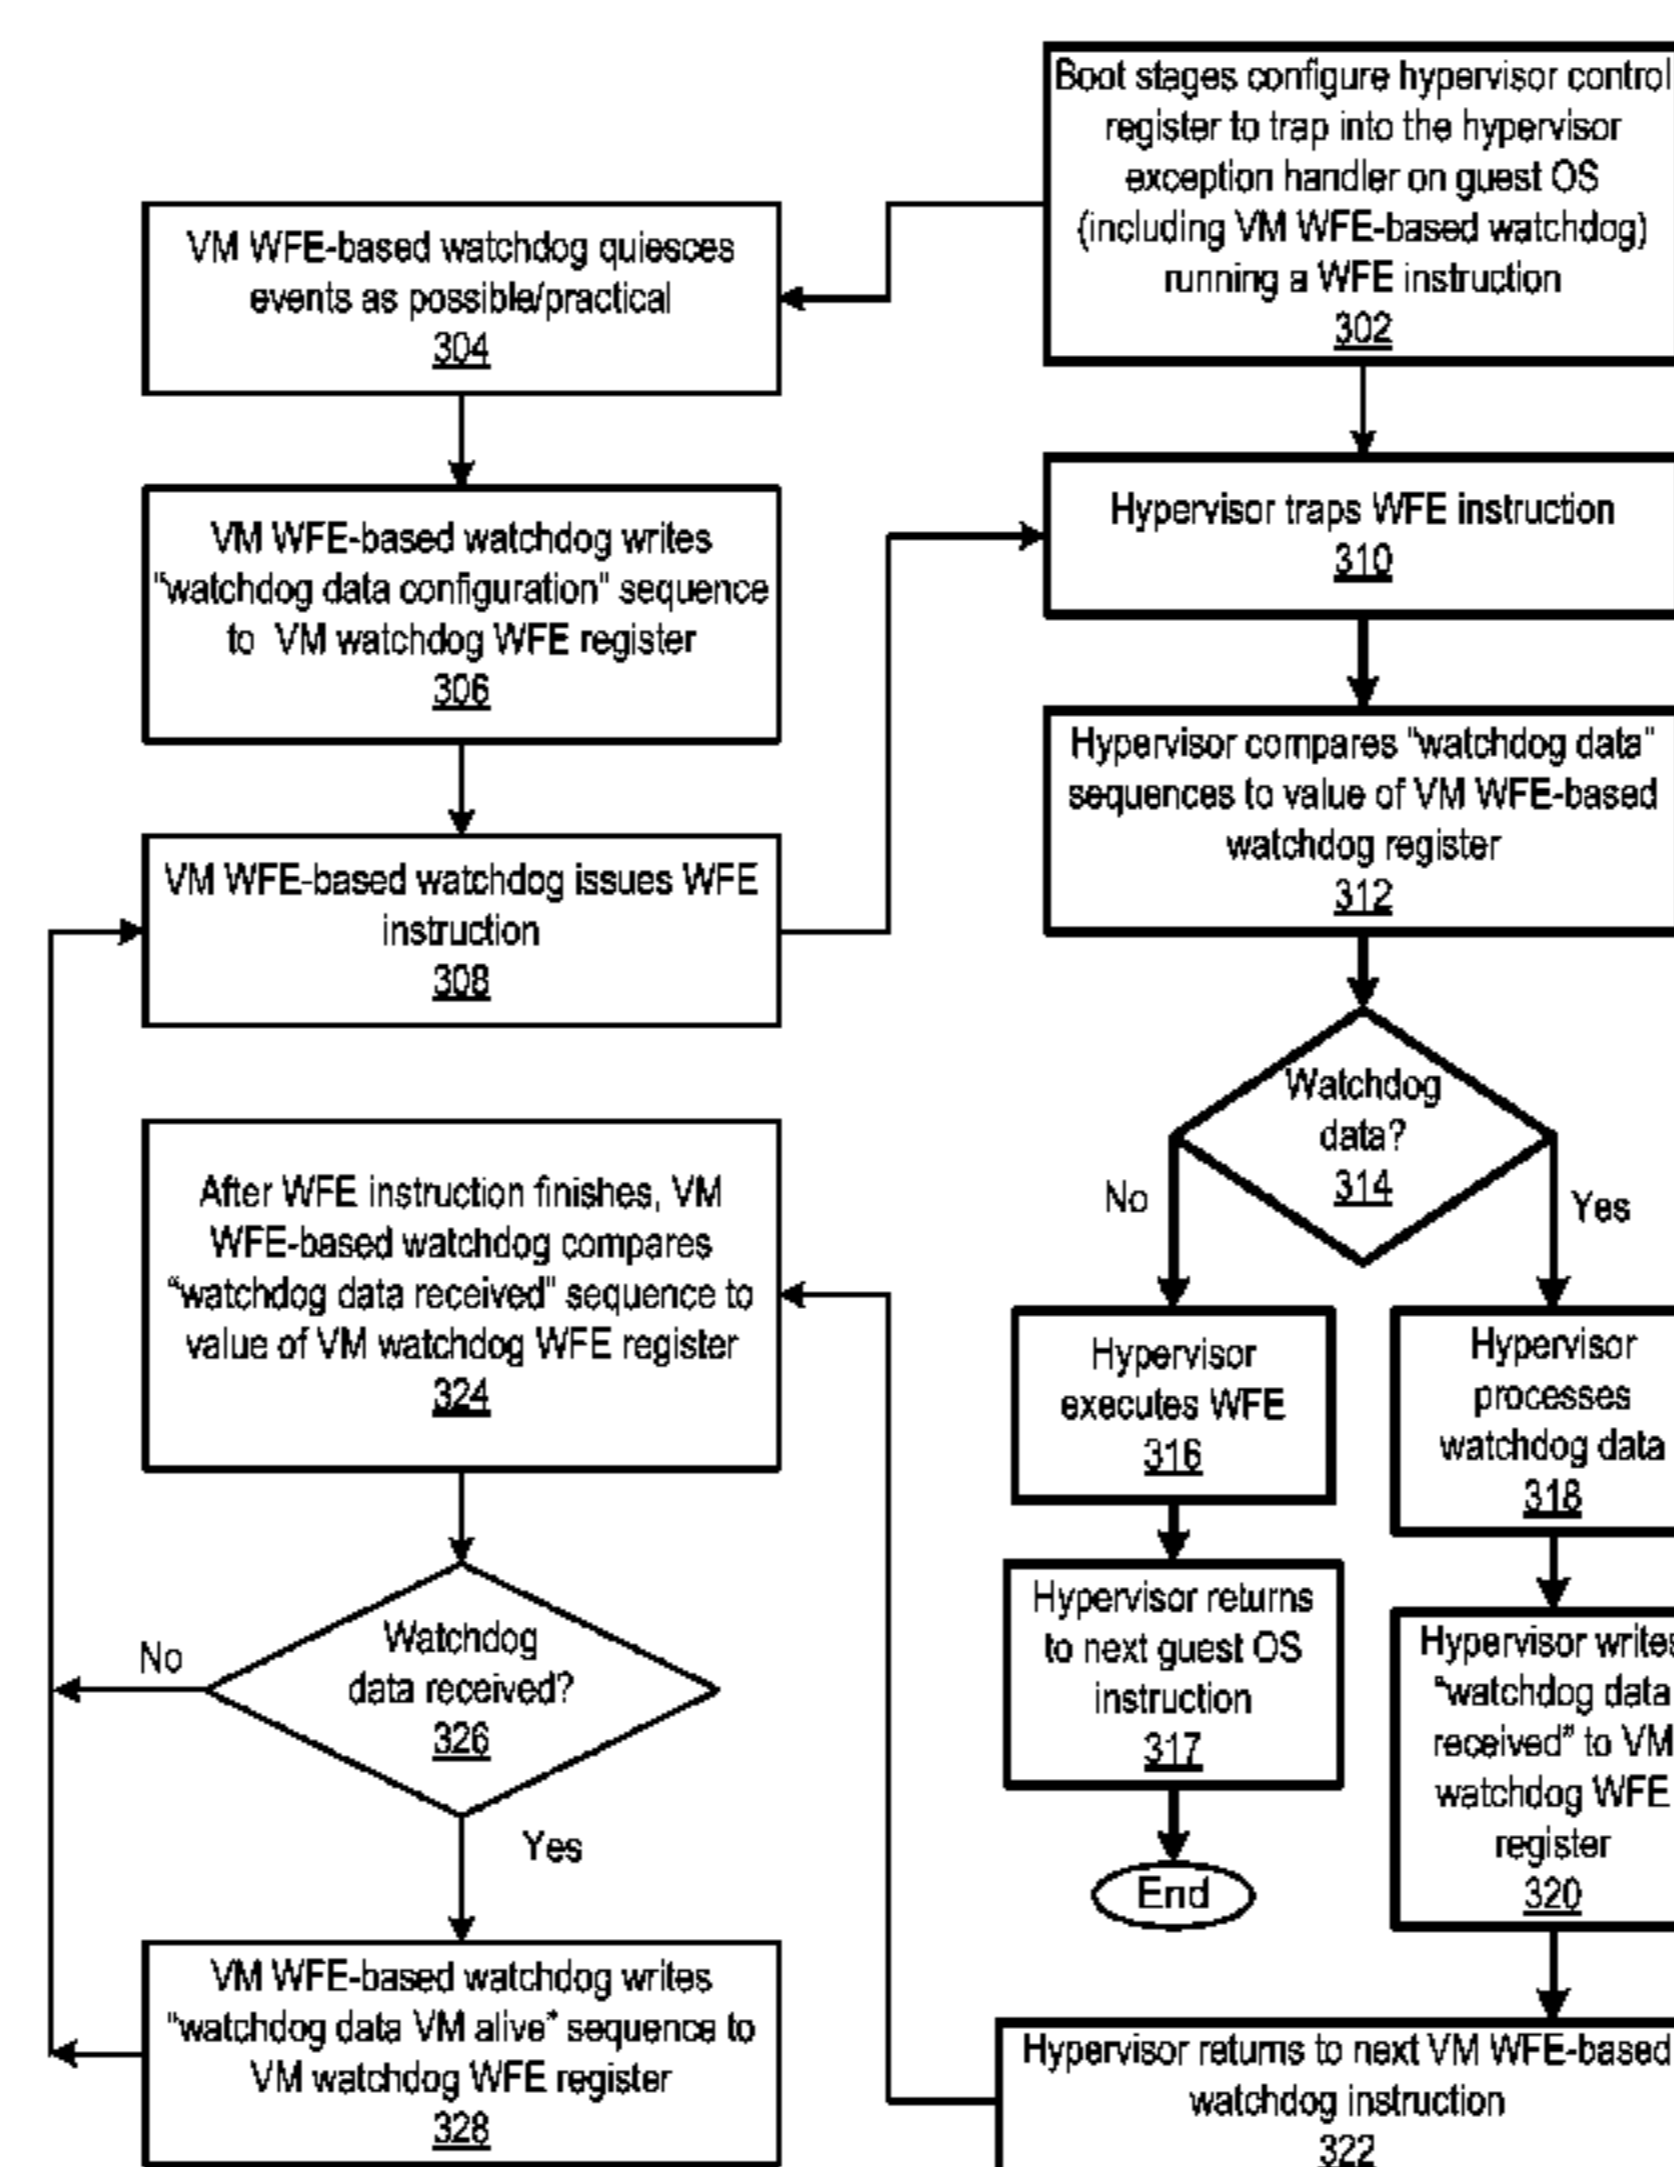 Boot stages configure hypervisor control
register to trap into the hypervisor
exception handler on guest OS
(including VM WFE-based watchdog)
running a WFE instruction
302
VM WFE-based watchdog quiesces
events as possible/practical
304
VM WFE-based watchdog writes
"watchdog data configuration" sequence
to VM watchdog WFE register
306
VM WFE-based watchdog issues WFE
instruction
308
Hypervisor traps WFE instruction
310
Hypervisor compares "watchdog data"
sequences to value of VM WFE-based
watchdog register
312
Watchdog
data?
314
No
Yes
Hypervisor
executes WFE
316
Hypervisor returns
to next guest OS
instruction
317
End
Hypervisor
processes
watchdog data
318
Hypervisor writes
"watchdog data
received" to VM
watchdog WFE
register
320
Hypervisor returns to next VM WFE-based
watchdog instruction
322
After WFE instruction finishes, VM
WFE-based watchdog compares
"watchdog data received" sequence to
value of VM watchdog WFE register
324
Watchdog
data received?
326
No
Yes
VM WFE-based watchdog writes
"watchdog data VM alive" sequence to
VM watchdog WFE register
328